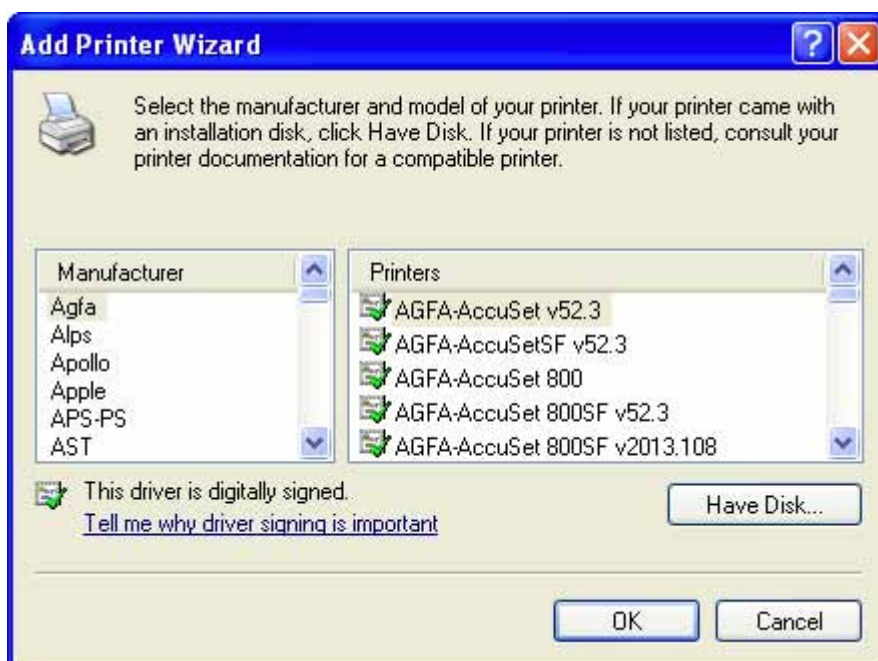 Add Printer Wizard
Select the manufacturer and model of your printer. If your printer came with
an installation disk, click Have Disk. If your printer is not listed, consult your
printer documentation for a compatible printer.
Manufacturer
Agfa
Alps
Apollo
Apple
APS-PS
AST
Printers
AGFA-AccuSet v52.3
AGFA-AccuSetSF v52.3
AGFA-AccuSet 800
AGFA-AccuSet 800SF v52.3
AGFA-AccuSet 800SF v2013.108
This driver is digitally signed.
Tell me why driver signing is important
Have Disk...
OK
Cancel